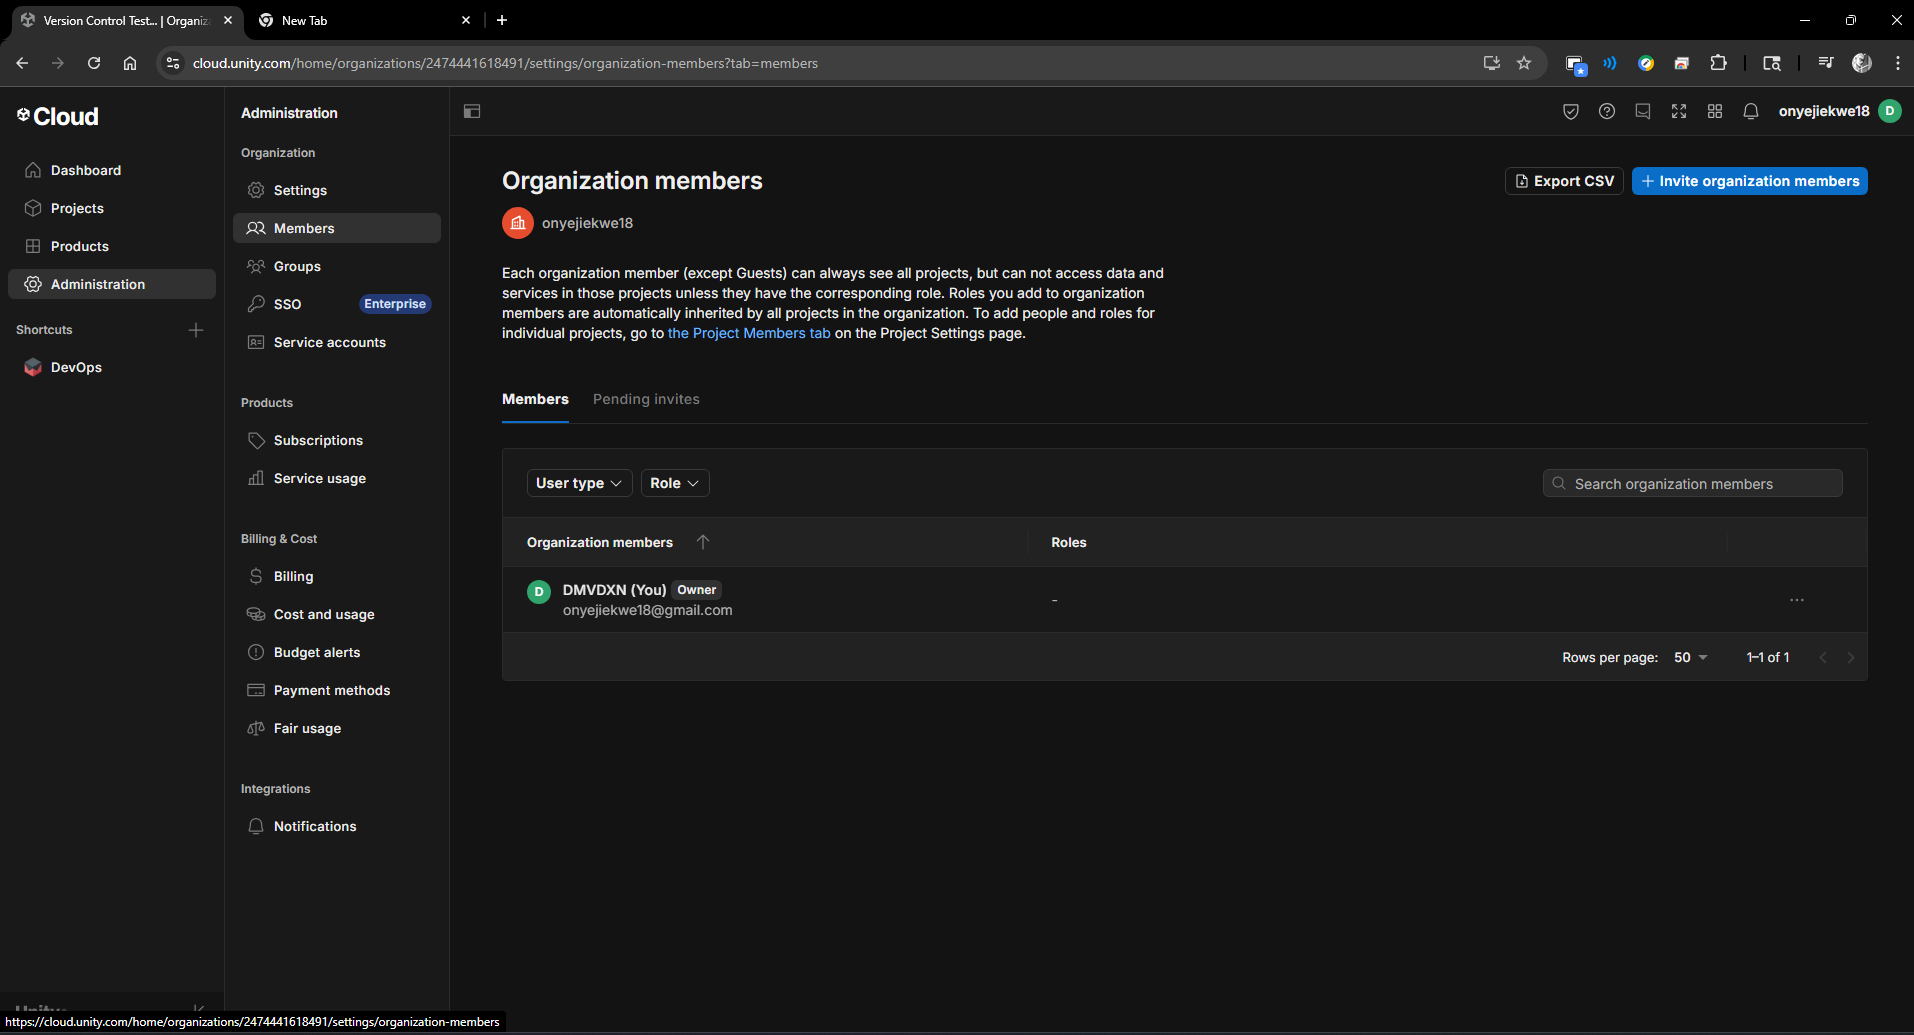 Version Control Test... | Organiz
New Tab
cloud.unity.com/home/organizations/2474441618491/settings/organization-members?tab=members
Cloud
Dashboard
Projects
Products
Administration
Shortcuts
DevOps
Administration
Organization
Settings
Members
Groups
SSO Enterprise
Service accounts
Products
Subscriptions
Service usage
Billing & Cost
Billing
Cost and usage
Budget alerts
Payment methods
Fair usage
Integrations
Notifications
onyejiekwe18 D
Organization members
Export CSV
Invite organization members
onyejiekwe18
Each organization member (except Guests) can always see all projects, but can not access data and
services in those projects unless they have the corresponding role. Roles you add to organization
members are automatically inherited by all projects in the organization. To add people and roles for
individual projects, go to the Project Members tab on the Project Settings page.
Members Pending invites
User type Role
Search organization members
Organization members Roles
D DMVDXN (You) Owner
onyejiekwe18@gmail.com
-
Rows per page: 50 1-1 of 1
https://cloud.unity.com/home/organizations/2474441618491/settings/organization-members